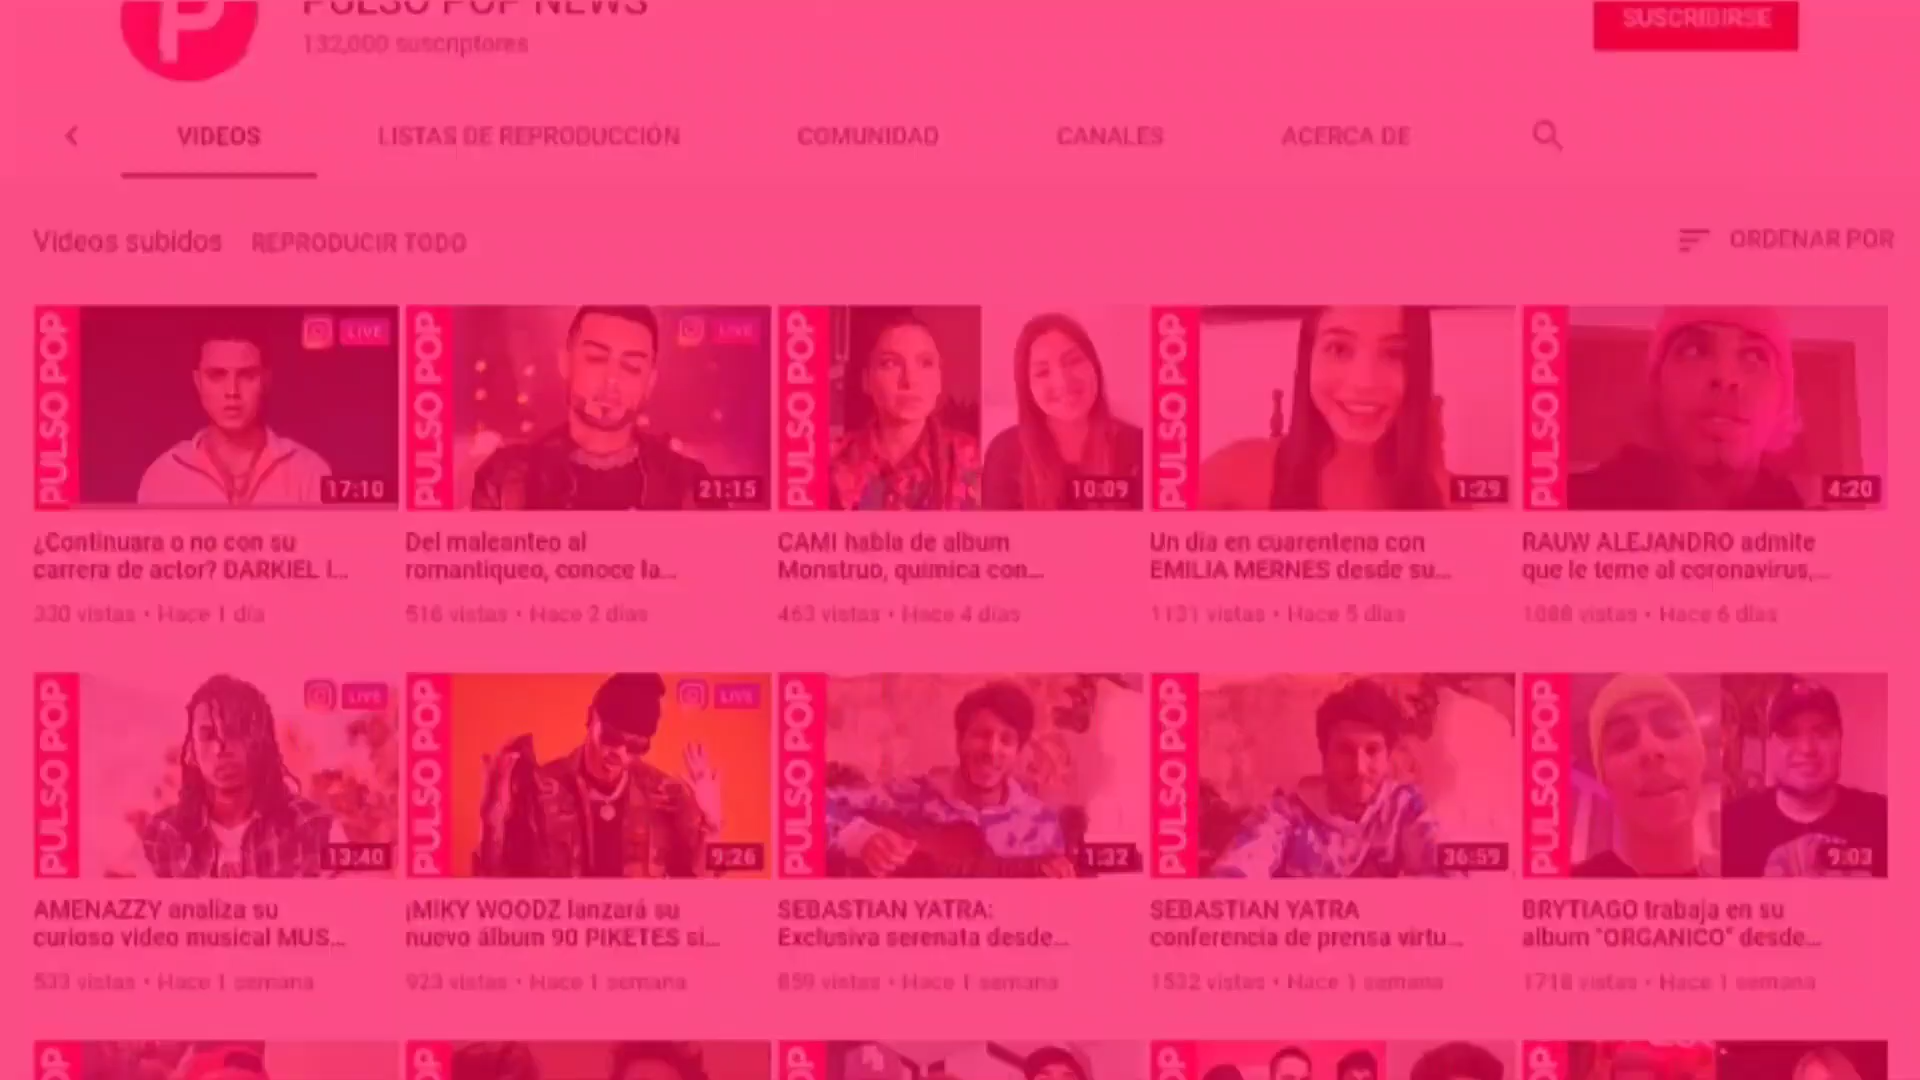 PULSO POP NEWS
132,000 suscriptores
SUSCRIBIRSE
VIDEOS
LISTAS DE REPRODUCCIÓN
COMUNIDAD
CANALES
ACERCA DE
Videos subidos
REPRODUCIR TODO
ORDENAR POR
PULSO POP
LIVE
17:10
PULSO POP
LIVE
21:15
PULSO POP
10:09
PULSO POP
1:29
PULSO POP
4:20
¿Continuara o no con su
carrera de actor? DARKIEL I...
330 vistas • Hace 1 día
Del maleanteo al
romantiqueo, conoce la...
516 vistas • Hace 2 días
CAMI habla de album
Monstruo, quimica con...
463 vistas • Hace 4 días
Un dia en cuarentena con
EMILIA MERNES desde su...
1131 vistas • Hace 5 días
RAUW ALEJANDRO admite
que le teme al coronavirus,...
1088 vistas • Hace 6 días
PULSO POP
LIVE
13:40
PULSO POP
LIVE
9:26
PULSO POP
1:32
PULSO POP
36:59
PULSO POP
9:03
AMENAZZY analiza su
curioso video musical MUS...
533 vistas • Hace 1 semana
¡MIKY WOODZ lanzará su
nuevo álbum 90 PIKETES si...
923 vistas • Hace 1 semana
SEBASTIAN YATRA:
Exclusiva serenata desde...
859 vistas • Hace 1 semana
SEBASTIAN YATRA
conferencia de prensa virtu...
1532 vistas • Hace 1 semana
BRYTIAGO trabaja en su
album "ORGANICO" desde...
1718 vistas • Hace 1 semana